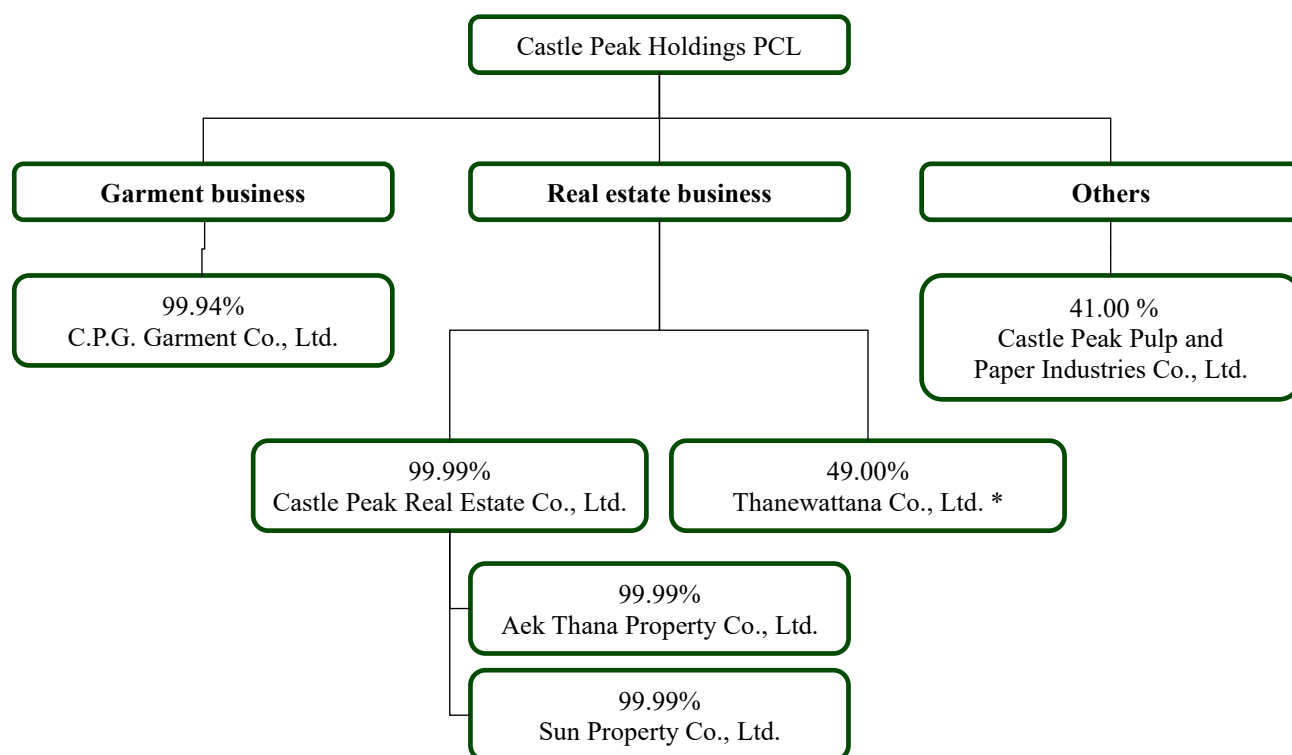 Castle Peak Holdings PCL
Garment business
Real estate business
Others
99.94%
C.P.G. Garment Co., Ltd.
41.00 %
Castle Peak Pulp and
Paper Industries Co., Ltd.
99.99%
Castle Peak Real Estate Co., Ltd.
49.00%
Thanewattana Co., Ltd. *
99.99%
Aek Thana Property Co., Ltd.
99.99%
Sun Property Co., Ltd.